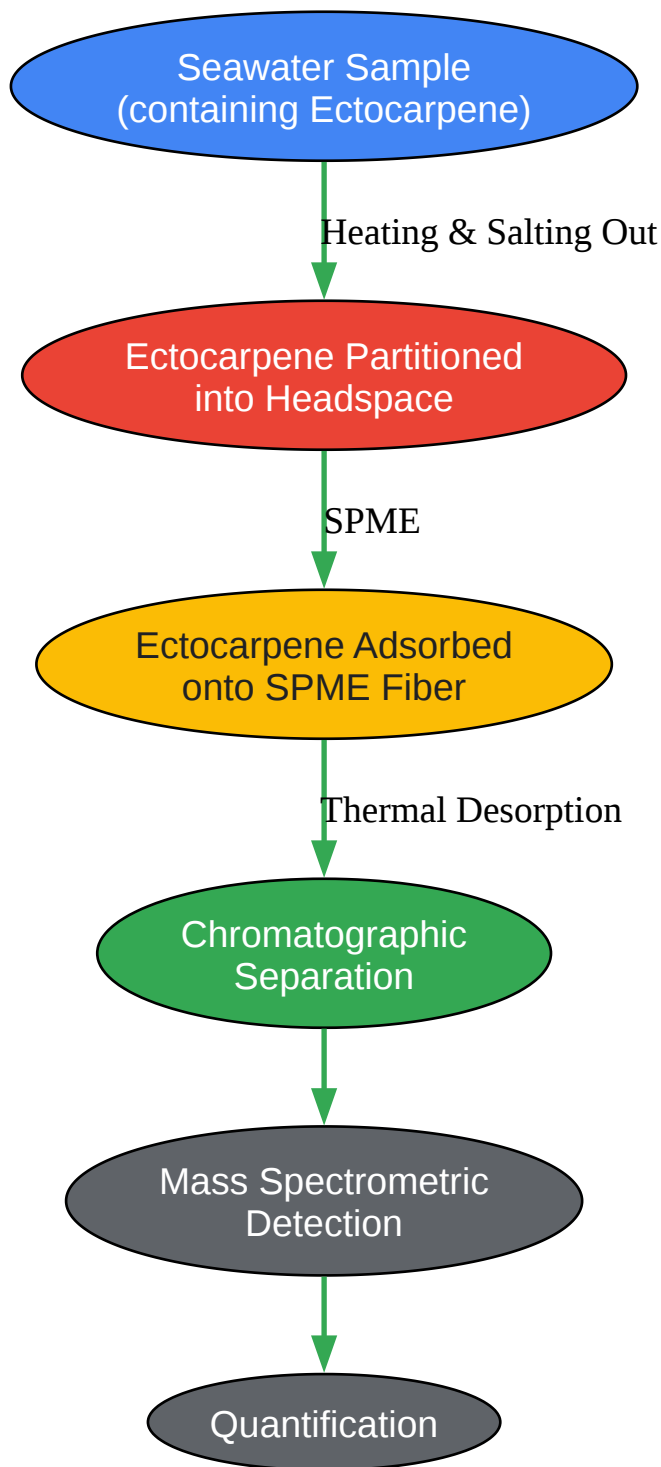 Seawater Sample
(containing Ectocarpene)
Heating & Salting Out
Ectocarpene Partitioned
into Headspace
SPME
Ectocarpene Adsorbed
onto SPME Fiber
Thermal Desorption
Chromatographic
Separation
Mass Spectrometric
Detection
Quantification